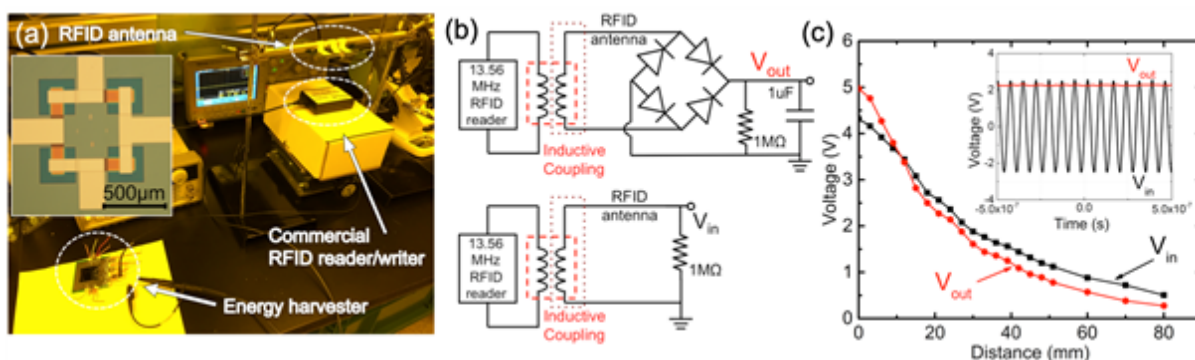 (a)
RFID antenna
500μm
Commercial
RFID reader/writer
Energy harvester
(b)
RFID
antenna
13.56
MHz
RFID
reader
Inductive
Coupling
V_out
1uF
1MΩ
RFID
antenna
13.56
MHz
RFID
reader
Inductive
Coupling
V_in
1MΩ
(c)
Voltage (V)
6
5
4
3
2
1
0
0 20 40 60 80
Distance (mm)
V_in
V_out
Voltage (V)
4
2
0
-2
-4
V_out
V_in
-5.0x10⁻⁷ 0.0 5.0x10⁻⁷
Time (s)